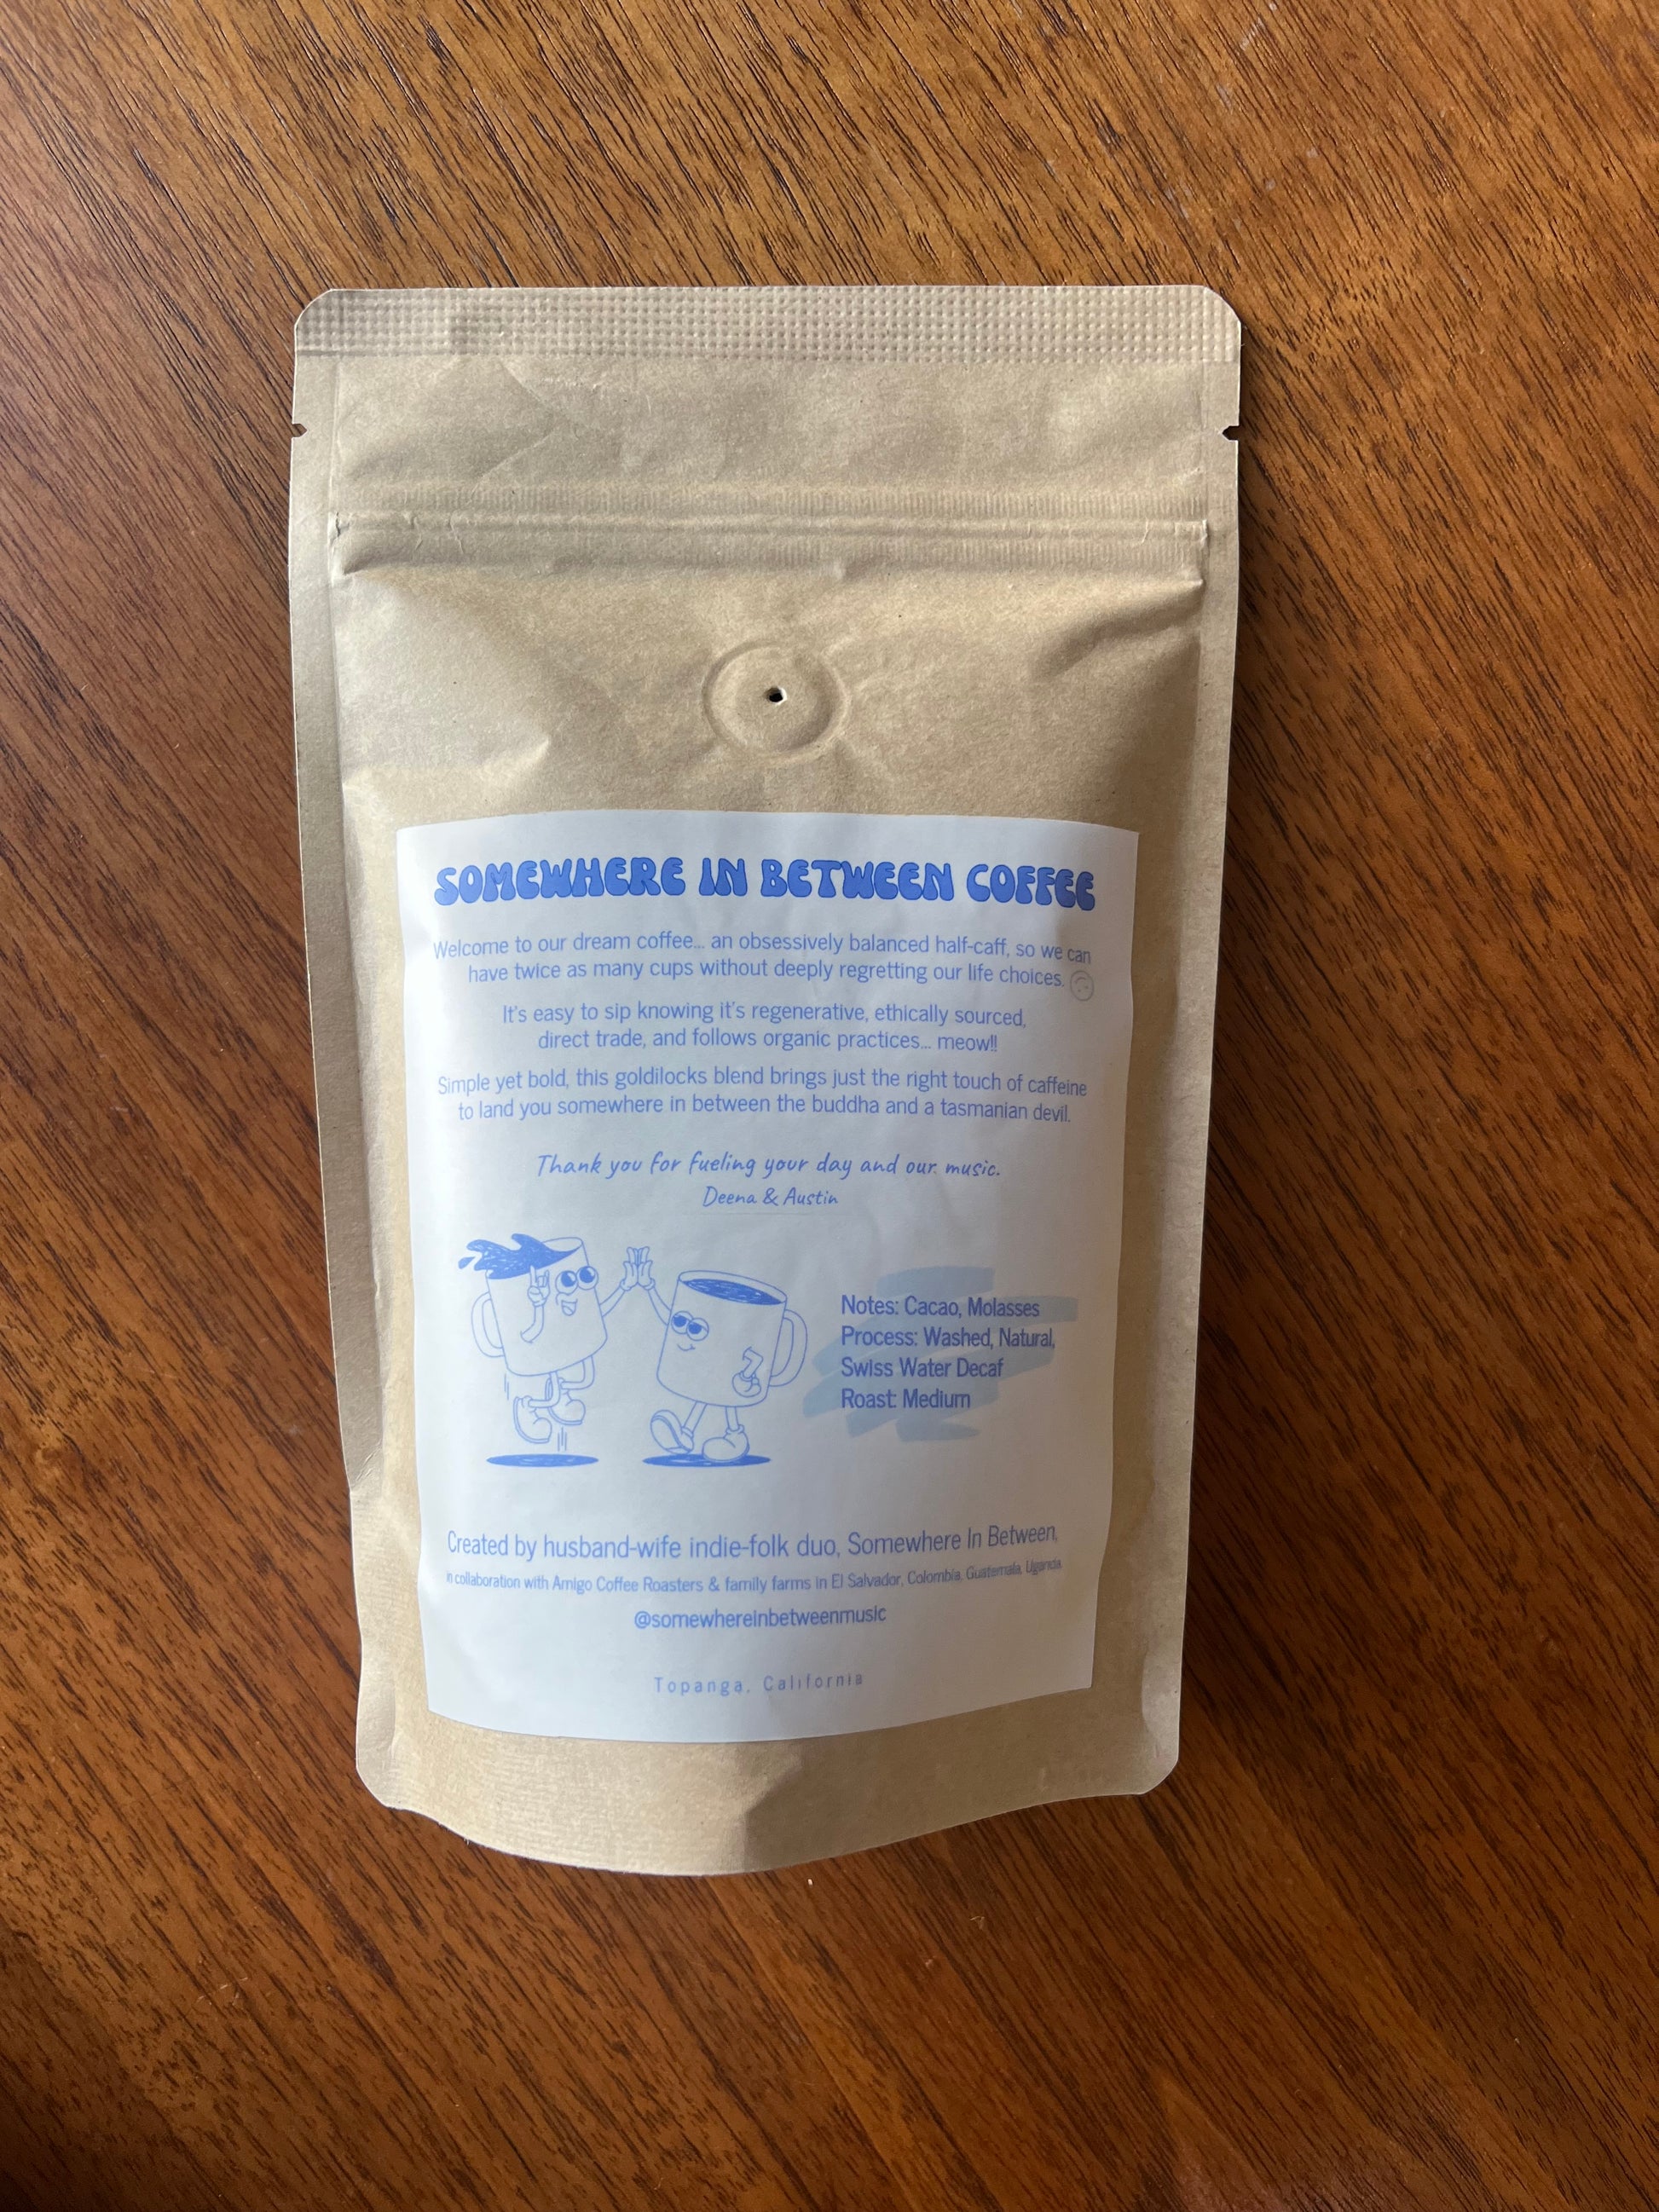 SOMEWHERE IN BETWEEN COFFEE
Welcome to our dream coffee... an obsessively balanced half-caff, so we can
have twice as many cups without deeply regretting our life choices.
It's easy to sip knowing it's regenerative, ethically sourced,
direct trade, and follows organic practices... meow!!
Simple yet bold, this goldilocks blend brings just the right touch of caffeine
to land you somewhere in between the buddha and a tasmanian devil.
Thank you for fueling your day and our music.
Deena & Austin
Notes: Cacao, Molasses
Process: Washed, Natural,
Swiss Water Decaf
Roast: Medium
Created by husband-wife indie-folk duo, Somewhere In Between,
in collaboration with Amigo Coffee Roasters & family farms in El Salvador, Colombia, Guatemala, Uganda.
@somewhereinbetweenmusic
Topanga, California